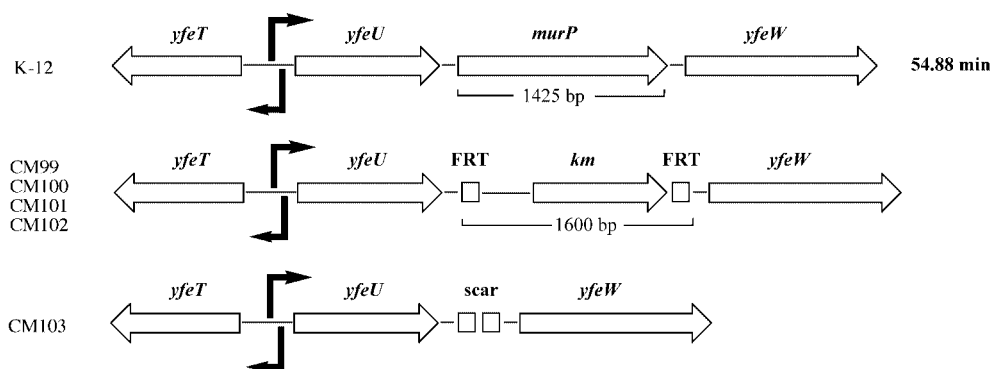 yfeT yfeU murP yfeW
K-12 54.88 min
1425 bp
yfeT yfeU FRT km FRT yfeW
CM99
CM100
CM101
CM102
1600 bp
yfeT yfeU scar yfeW
CM103